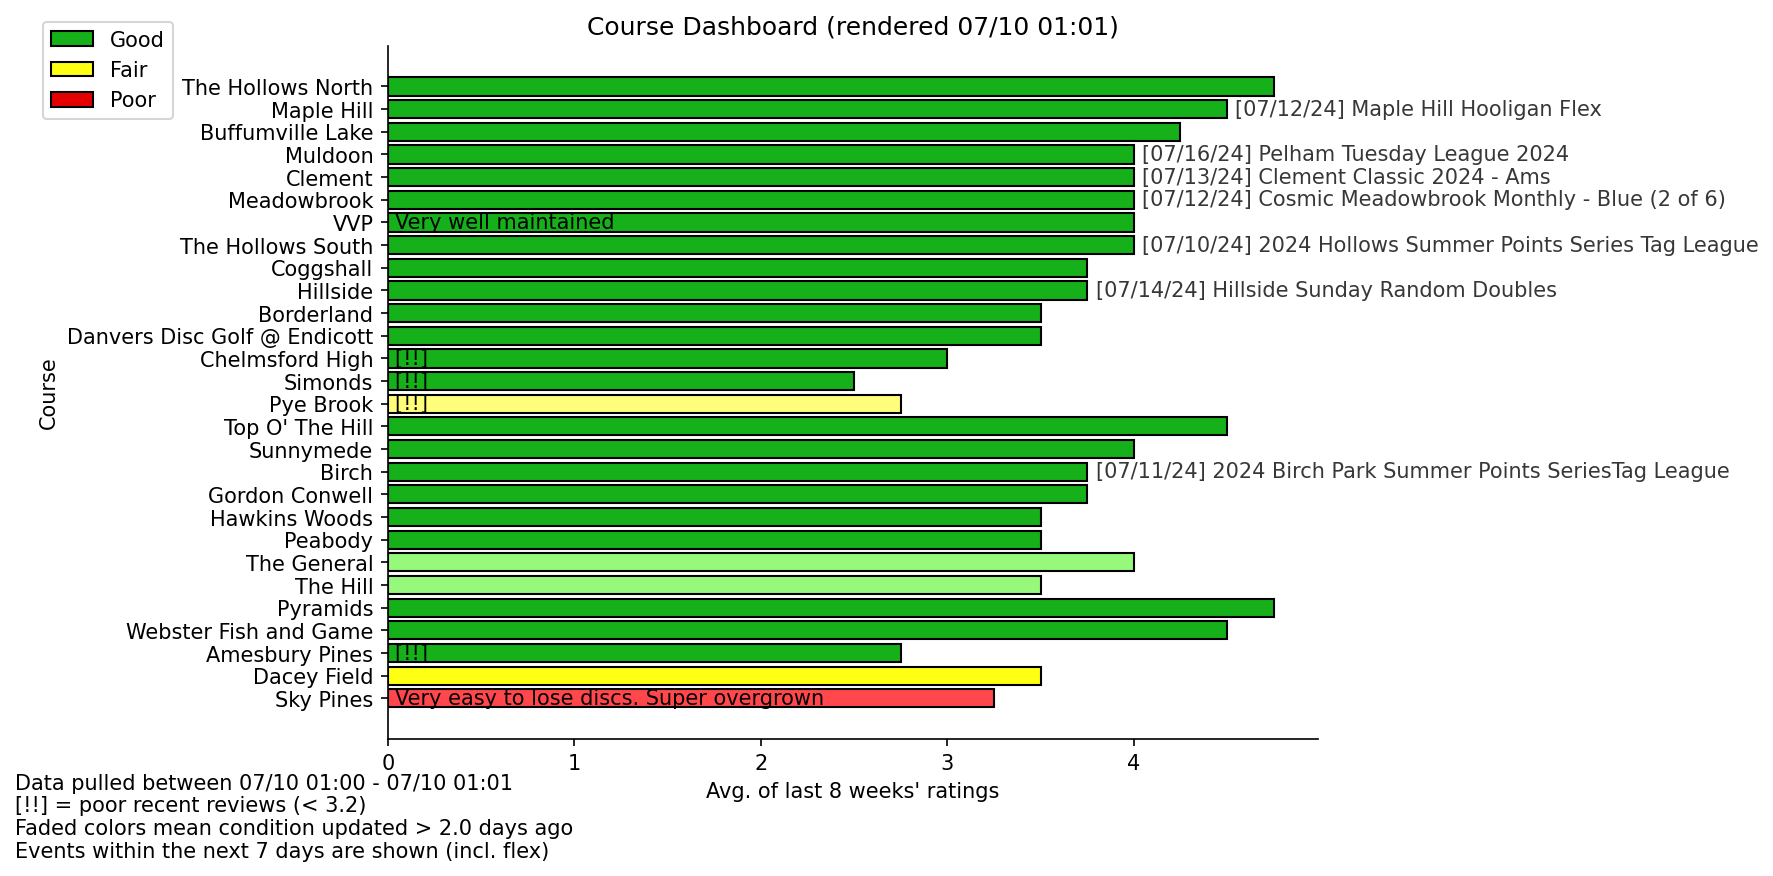 Course Dashboard (rendered 07/10 01:01)
Good
Fair
Poor
The Hollows North
Maple Hill [07/12/24] Maple Hill Hooligan Flex
Buffumville Lake
Muldoon [07/16/24] Pelham Tuesday League 2024
Clement [07/13/24] Clement Classic 2024 - Ams
Meadowbrook [07/12/24] Cosmic Meadowbrook Monthly - Blue (2 of 6)
VVP Very well maintained
The Hollows South [07/10/24] 2024 Hollows Summer Points Series Tag League
Coggshall
Hillside [07/14/24] Hillside Sunday Random Doubles
Borderland
Danvers Disc Golf @ Endicott
Chelmsford High [!!]
Simonds [!!]
Pye Brook [!!]
Top O' The Hill
Sunnymede
Birch [07/11/24] 2024 Birch Park Summer Points SeriesTag League
Gordon Conwell
Hawkins Woods
Peabody
The General
The Hill
Pyramids
Webster Fish and Game
Amesbury Pines [!!]
Dacey Field
Sky Pines Very easy to lose discs. Super overgrown
Course
0 1 2 3 4
Avg. of last 8 weeks' ratings
Data pulled between 07/10 01:00 - 07/10 01:01
[!!] = poor recent reviews (< 3.2)
Faded colors mean condition updated > 2.0 days ago
Events within the next 7 days are shown (incl. flex)